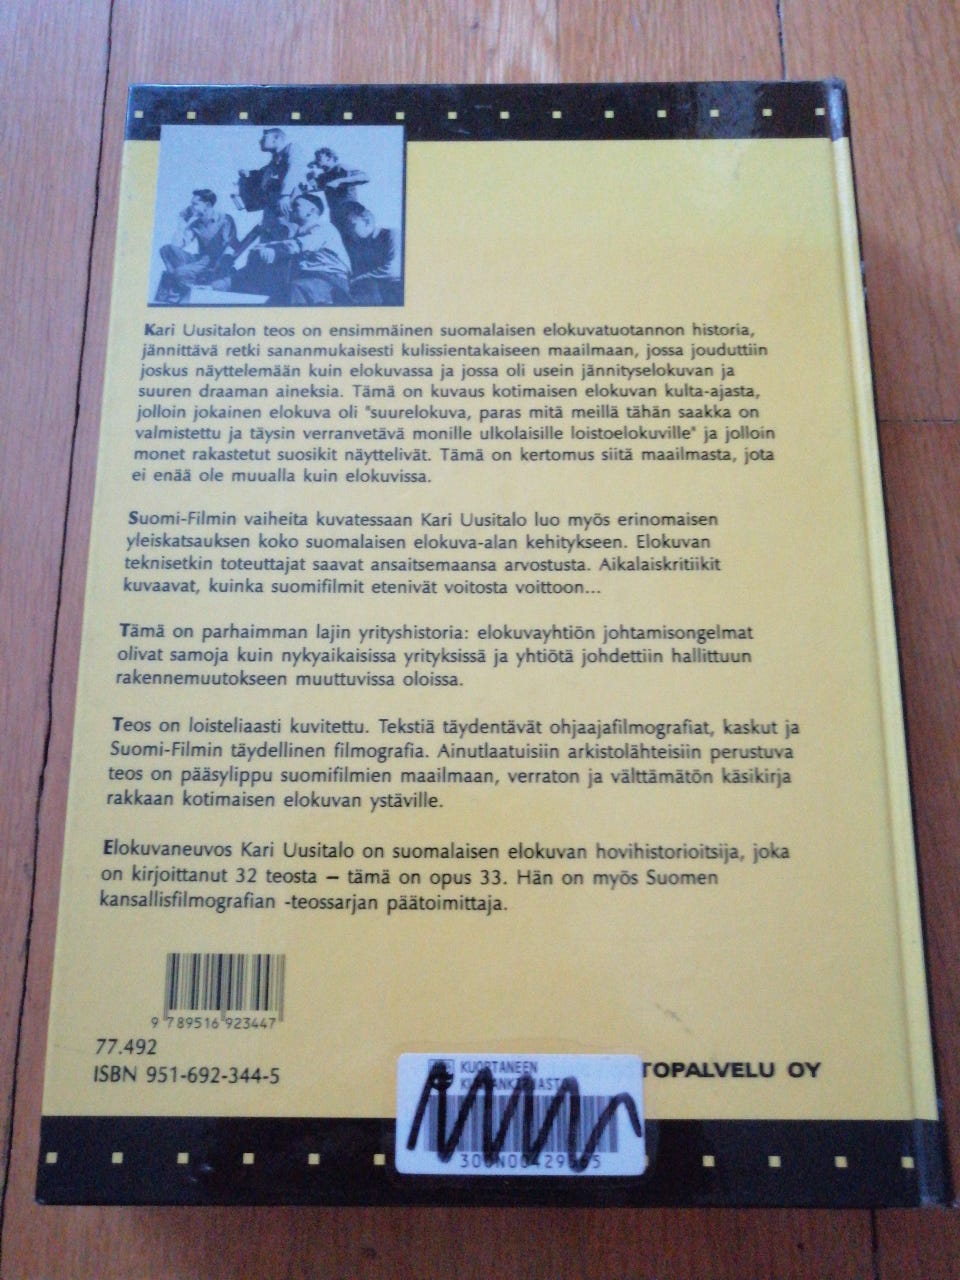 Kari Uusitalon teos on ensimmäinen suomalaisen elokuvatuotannon historia,
jännittävä retki sananmukaisesti kulissientakaiseen maailmaan, jossa jouduttiin
joskus näyttelemään kuin elokuvassa ja jossa oli usein jännityselokuvan ja
suuren draaman aineksia. Tämä on kuvaus kotimaisen elokuvan kulta-ajasta,
jolloin jokainen elokuva oli "suurelokuva, paras mitä meillä tähän saakka on
valmistettu ja täysin verranvetävä monille ulkolaisille loistoelokuville" ja jolloin
monet rakastetut suosikit näyttelivät. Tämä on kertomus siitä maailmasta, jota
ei enää ole muualla kuin elokuvissa.
Suomi-Filmin vaiheita kuvatessaan Kari Uusitalo luo myös erinomaisen
yleiskatsauksen koko suomalaisen elokuva-alan kehitykseen. Elokuvan
teknisetkin toteuttajat saavat ansaitsemaansa arvostusta. Aikalaiskritiikit
kuvaavat, kuinka suomifilmit etenivät voitosta voittoon...
Tämä on parhaimman lajin yrityshistoria: elokuvayhtiön johtamisongelmat
olivat samoja kuin nykyaikaisissa yrityksissä ja yhtiötä johdettiin hallittuun
rakennemuutokseen muuttuvissa oloissa.
Teos on loisteliaasti kuvitettu. Tekstiä täydentävät ohjaajafilmografiat, kaskut ja
Suomi-Filmin täydellinen filmografia. Ainutlaatuisiin arkistolähteisiin perustuva
teos on pääsylippu suomifilmien maailmaan, verraton ja välttämätön käsikirja
rakkaan kotimaisen elokuvan ystäville.
Elokuvaneuvos Kari Uusitalo on suomalaisen elokuvan hovihistorioitsija, joka
on kirjoittanut 32 teosta – tämä on opus 33. Hän on myös Suomen
kansallisfilmografian -teossarjan päätoimittaja.
9 789516 923447
77.492
ISBN 951-692-344-5
TOPALVELU OY
KUORTANEEN